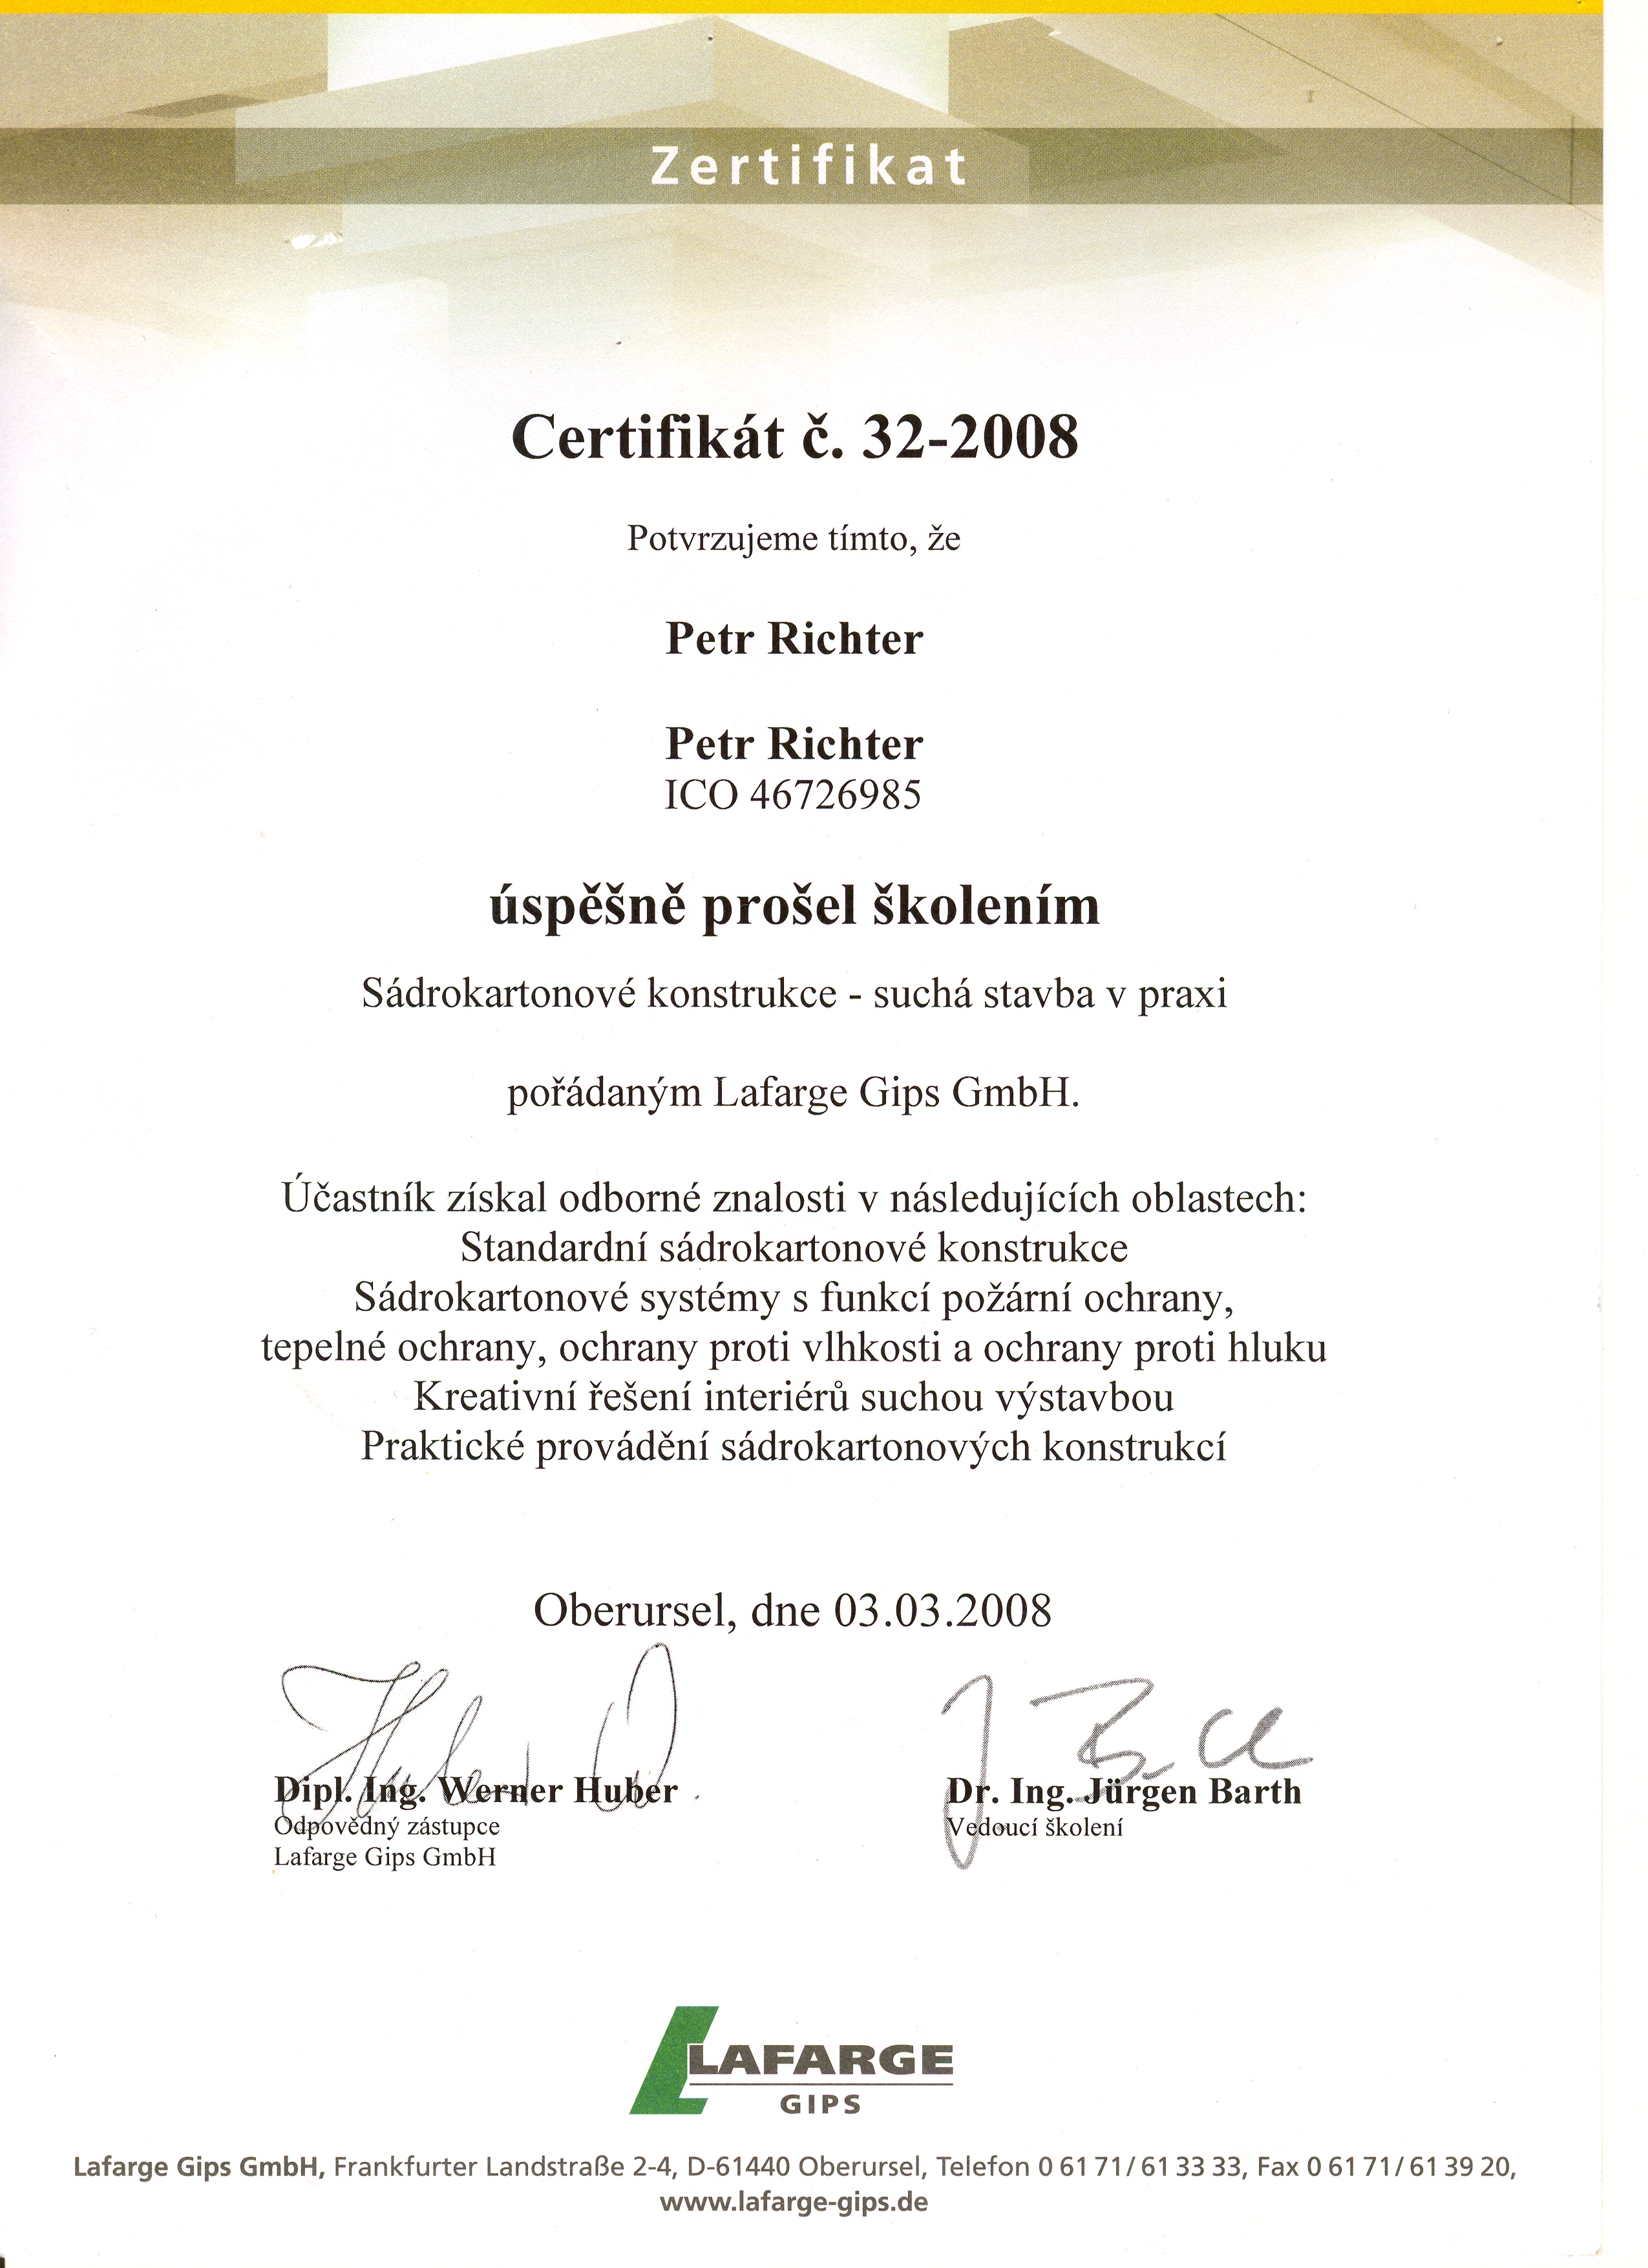 Zertifikat
Certifikát č. 32-2008
Potvrzujeme tímto, že
Petr Richter
Petr Richter
ICO 46726985
úspěšně prošel školením
Sádrokartonové konstrukce - suchá stavba v praxi
pořádaným Lafarge Gips GmbH.
Účastník získal odborné znalosti v následujících oblastech:
Standardní sádrokartonové konstrukce
Sádrokartonové systémy s funkcí požární ochrany,
tepelné ochrany, ochrany proti vlhkosti a ochrany proti hluku
Kreativní řešení interiérů suchou výstavbou
Praktické provádění sádrokartonových konstrukcí
Oberursel, dne 03.03.2008
Dipl. Ing. Werner Huber
Odpovědný zástupce
Lafarge Gips GmbH
Dr. Ing. Jürgen Barth
Vedoucí školení
LAFARGE
GIPS
Lafarge Gips GmbH, Frankfurter Landstraße 2-4, D-61440 Oberursel, Telefon 0 61 71/ 61 33 33, Fax 0 61 71/ 61 39 20,
www.lafarge-gips.de